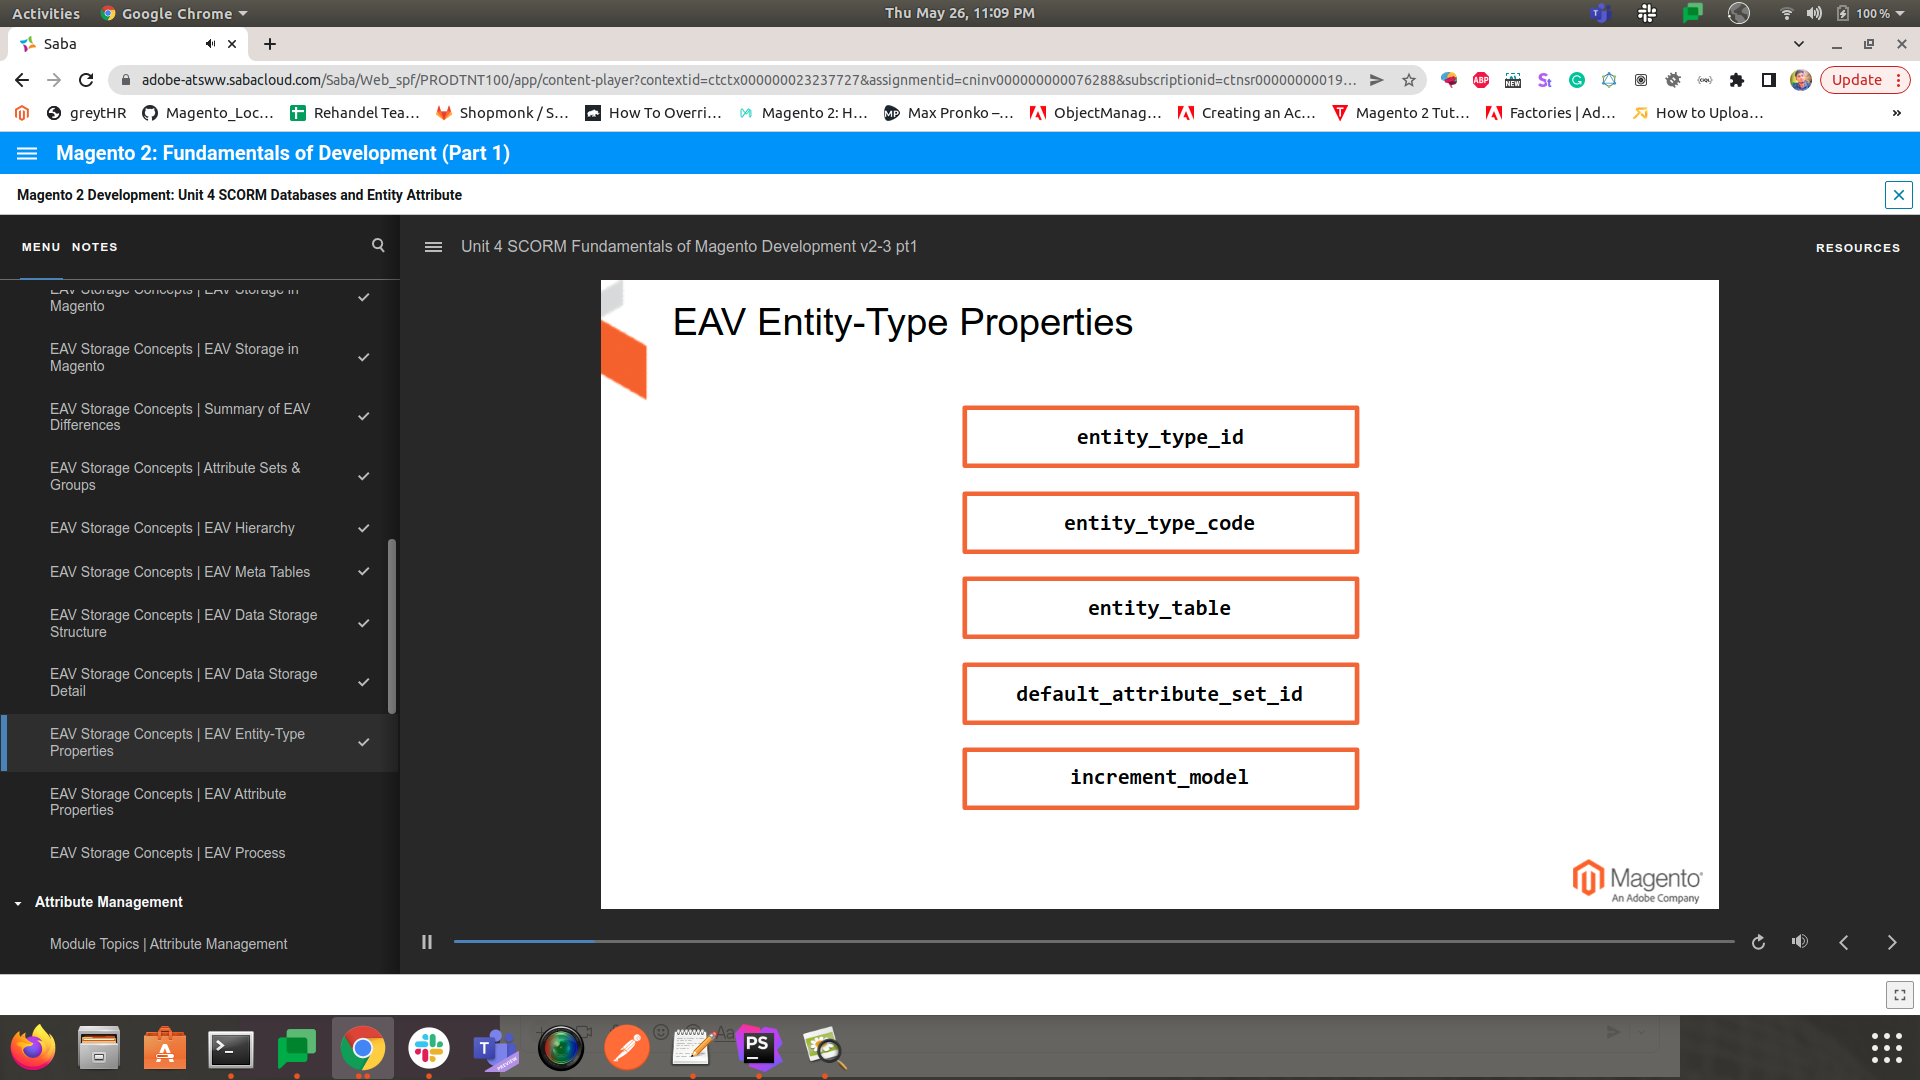 Activities
Google Chrome
Thu May 26, 11:09 PM
100 %
Saba
adobe-atsww.sabacloud.com/Saba/Web_spf/PRODTNT100/app/content-player?contextid=ctctx000000023237727&assignmentid=cninv000000000076288&subscriptionid=ctnsr00000000019...
Update
greytHR
Magento_Loc...
Rehandel Tea...
Shopmonk / S...
How To Overri...
Magento 2: H...
Max Pronko –...
ObjectManag...
Creating an Ac...
Magento 2 Tut...
Factories | Ad...
How to Uploa...
»
Magento 2: Fundamentals of Development (Part 1)
Magento 2 Development: Unit 4 SCORM Databases and Entity Attribute
MENU NOTES
Unit 4 SCORM Fundamentals of Magento Development v2-3 pt1
RESOURCES
EAV Storage Concepts | EAV Storage in
Magento
EAV Storage Concepts | EAV Storage in
Magento
EAV Storage Concepts | Summary of EAV
Differences
EAV Storage Concepts | Attribute Sets &
Groups
EAV Storage Concepts | EAV Hierarchy
EAV Storage Concepts | EAV Meta Tables
EAV Storage Concepts | EAV Data Storage
Structure
EAV Storage Concepts | EAV Data Storage
Detail
EAV Storage Concepts | EAV Entity-Type
Properties
EAV Storage Concepts | EAV Attribute
Properties
EAV Storage Concepts | EAV Process
Attribute Management
Module Topics | Attribute Management
EAV Entity-Type Properties
entity_type_id
entity_type_code
entity_table
default_attribute_set_id
increment_model
Magento
An Adobe Company